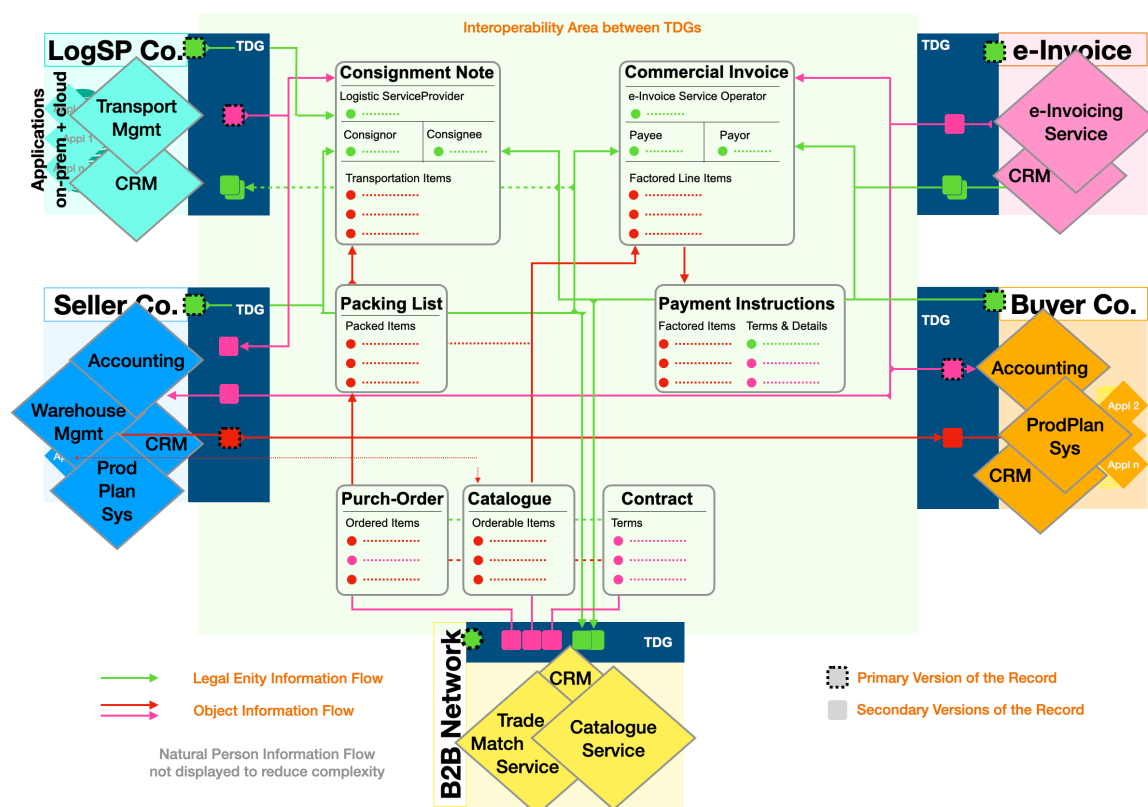 Interoperability Area between TDGs
LogSP Co.
TDG
Applications
on-prem + cloud
Transport
Mgmt
Appl 1
Appl n
CRM
Consignment Note
Logistic ServiceProvider
Consignor
Consignee
Transportation Items
Commercial Invoice
e-Invoice Service Operator
Payee
Payor
Factored Line Items
TDG
e-Invoice
e-Invoicing
Service
CRM
Seller Co.
TDG
Accounting
Warehouse
Mgmt
CRM
Prod
Plan
Sys
Packing List
Packed Items
Payment Instructions
Factored Items
Terms & Details
Buyer Co.
TDG
Accounting
Appl 2
ProdPlan
Sys
CRM
Appl n
Purch-Order
Ordered Items
Catalogue
Orderable Items
Contract
Terms
B2B Network
TDG
CRM
Trade
Match
Service
Catalogue
Service
Legal Enity Information Flow
Object Information Flow
Natural Person Information Flow
not displayed to reduce complexity
Primary Version of the Record
Secondary Versions of the Record